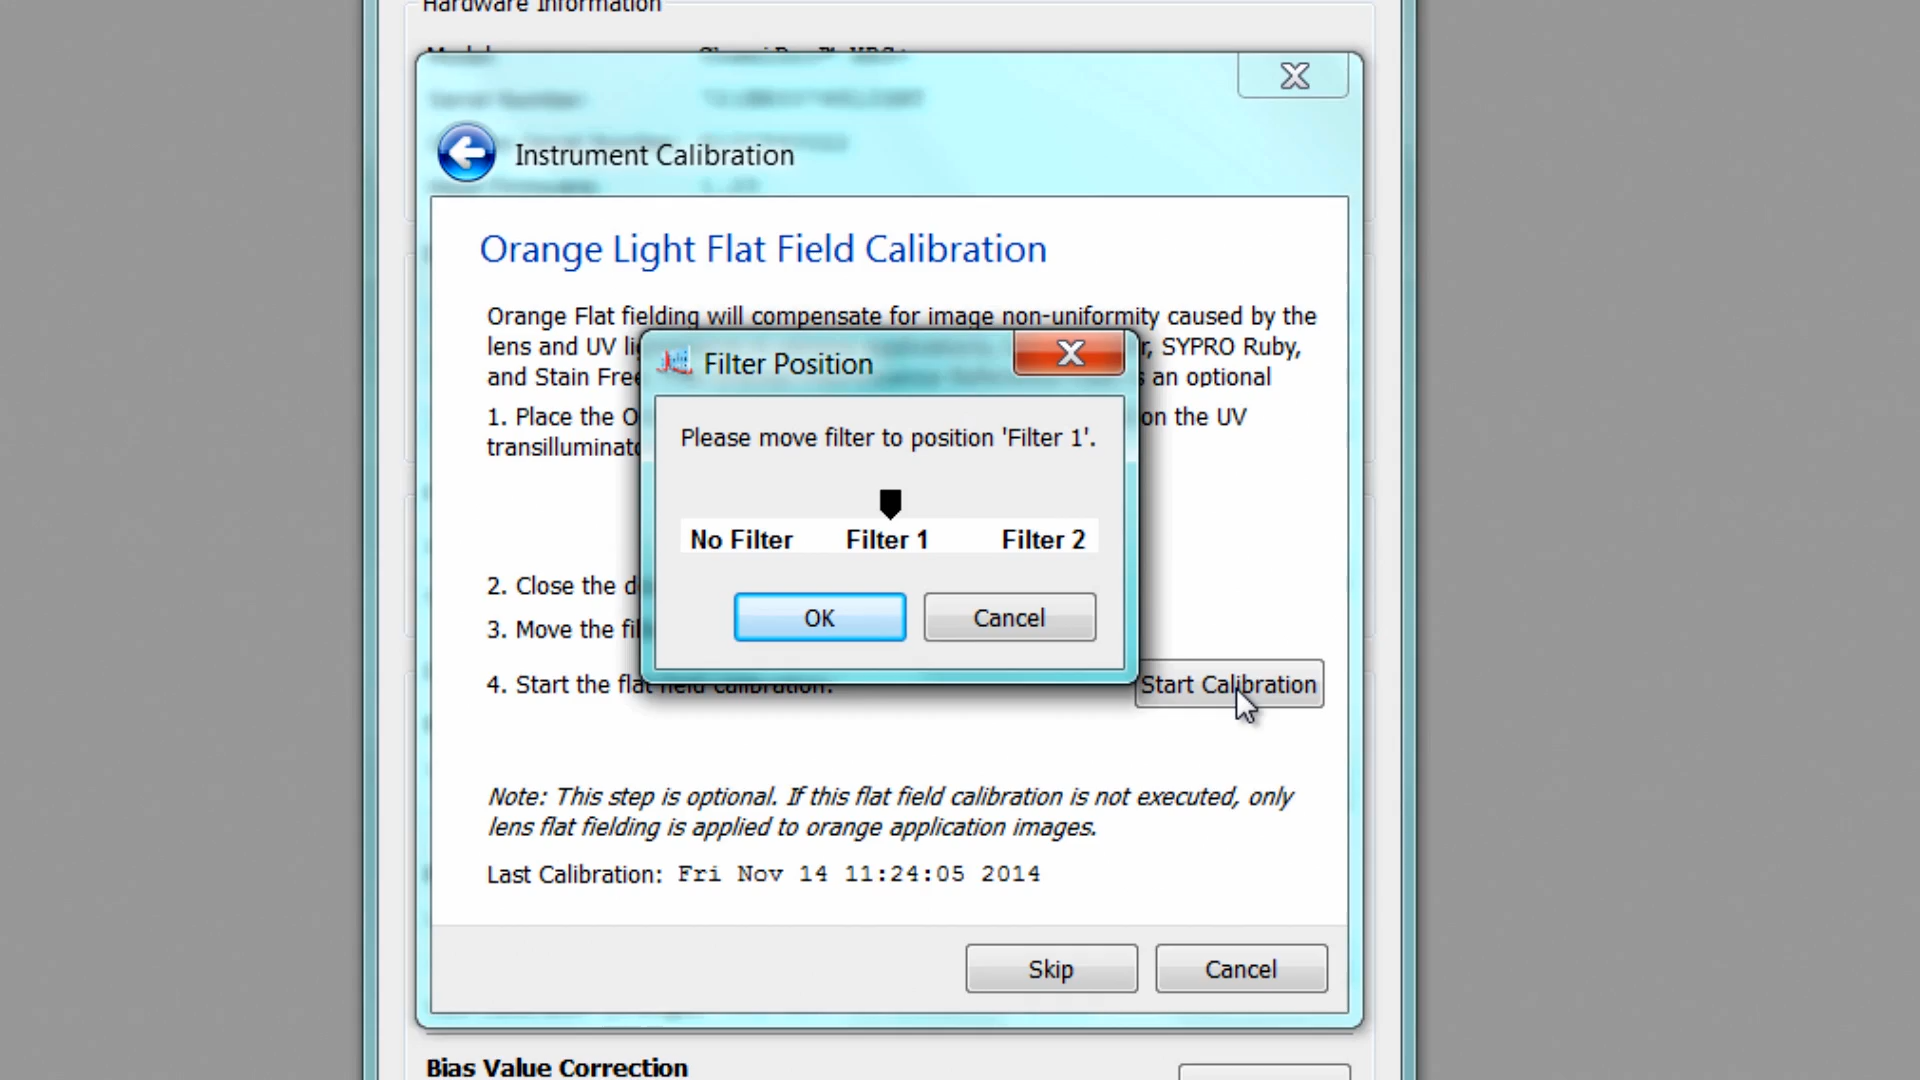 Hardware Information
Instrument Calibration
Orange Light Flat Field Calibration
Orange Flat fielding will compensate for image non-uniformity caused by the
lens and UV SYPRO Ruby,
and Stain Free an optional
1. Place the on the UV
Filter Position
Please move filter to position 'Filter 1'.
No Filter Filter 1 Filter 2
OK Cancel
2. Close the
3. Move the
4. Start the flat field calibration.
Start Calibration
Note: This step is optional. If this flat field calibration is not executed, only
lens flat fielding is applied to orange application images.
Last Calibration: Fri Nov 14 11:24:05 2014
Skip Cancel
Bias Value Correction